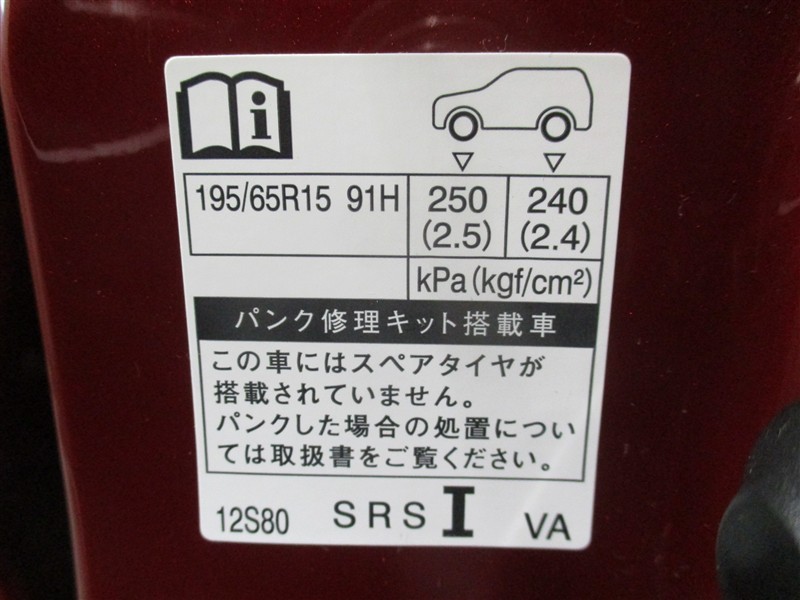 i
195/65R15 91H 250 240
(2.5) (2.4)
kPa(kgf/cm²)
パンク修理キット搭載車
この車にはスペアタイヤが
搭載されていません。
パンクした場合の処置につい
ては取扱書をご覧ください。
12S80 SRS I VA